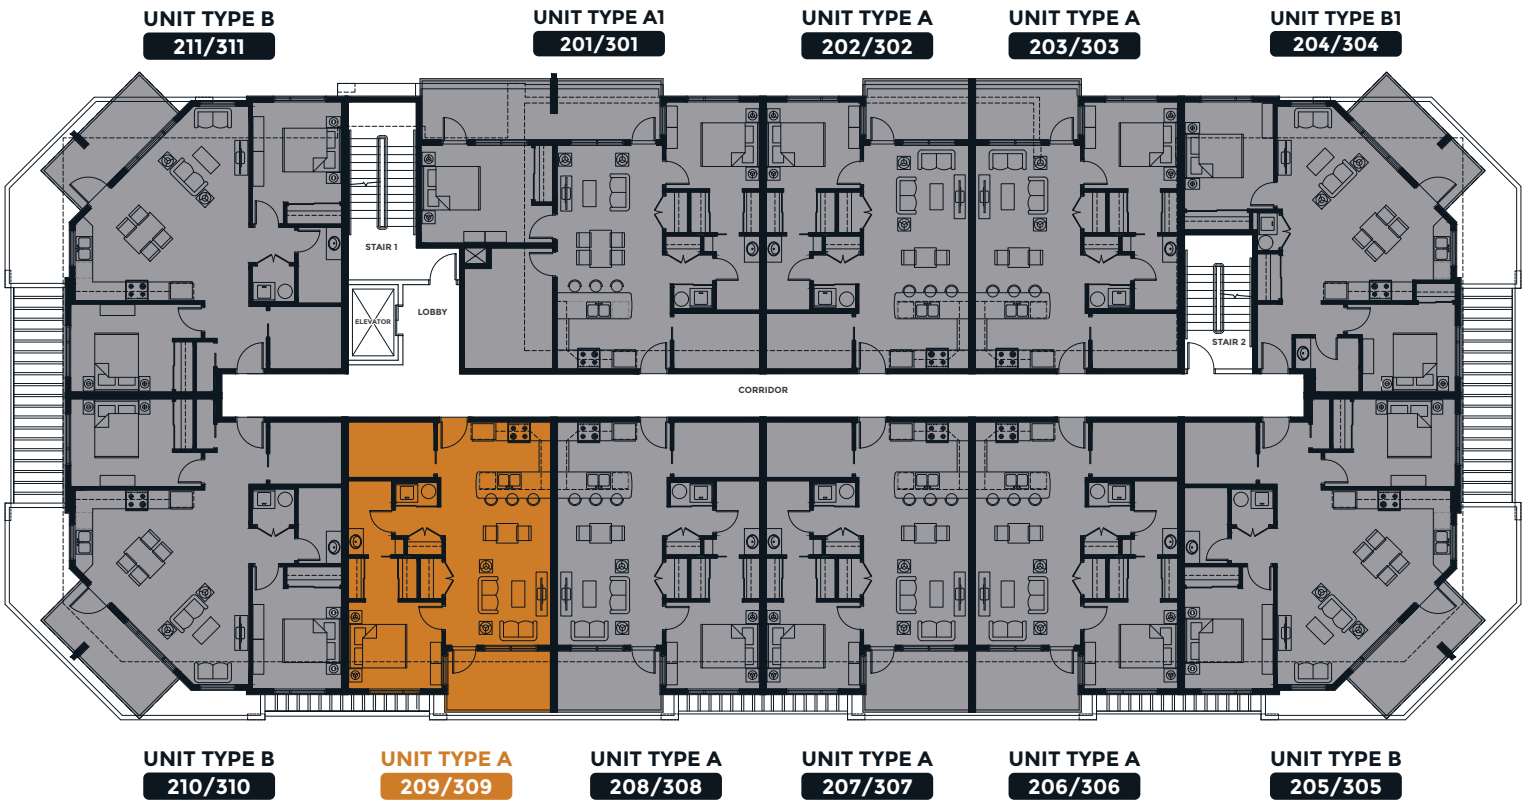 UNIT TYPE B
211/311
UNIT TYPE A1
201/301
UNIT TYPE A
202/302
UNIT TYPE A
203/303
UNIT TYPE B1
204/304
STAIR 1
LOBBY
ELEVATOR
STAIR 2
CORRIDOR
UNIT TYPE B
210/310
UNIT TYPE A
209/309
UNIT TYPE A
208/308
UNIT TYPE A
207/307
UNIT TYPE A
206/306
UNIT TYPE B
205/305